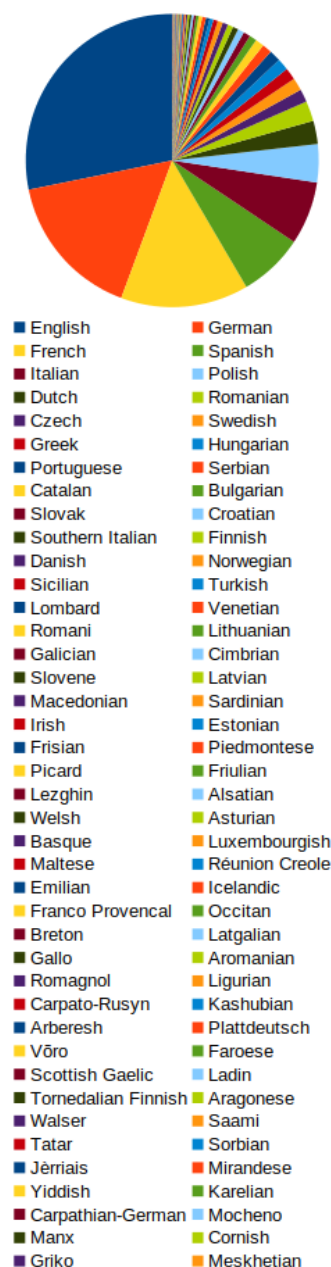 English German
French Spanish
Italian Polish
Dutch Romanian
Czech Swedish
Greek Hungarian
Portuguese Serbian
Catalan Bulgarian
Slovak Croatian
Southern Italian Finnish
Danish Norwegian
Sicilian Turkish
Lombard Venetian
Romani Lithuanian
Galician Cimbrian
Slovene Latvian
Macedonian Sardinian
Irish Estonian
Frisian Piedmontese
Picard Friulian
Lezghin Alsatian
Welsh Asturian
Basque Luxembourgish
Maltese Réunion Creole
Emilian Icelandic
Franco Provencal Occitan
Breton Latgalian
Gallo Aromanian
Romagnol Ligurian
Carpato-Rusyn Kashubian
Arberesh Plattdeutsch
Võro Faroese
Scottish Gaelic Ladin
Tornedalian Finnish Aragonese
Walser Saami
Tatar Sorbian
Jèrriais Mirandese
Yiddish Karelian
Carpathian-German Mocheno
Manx Cornish
Griko Meskhetian